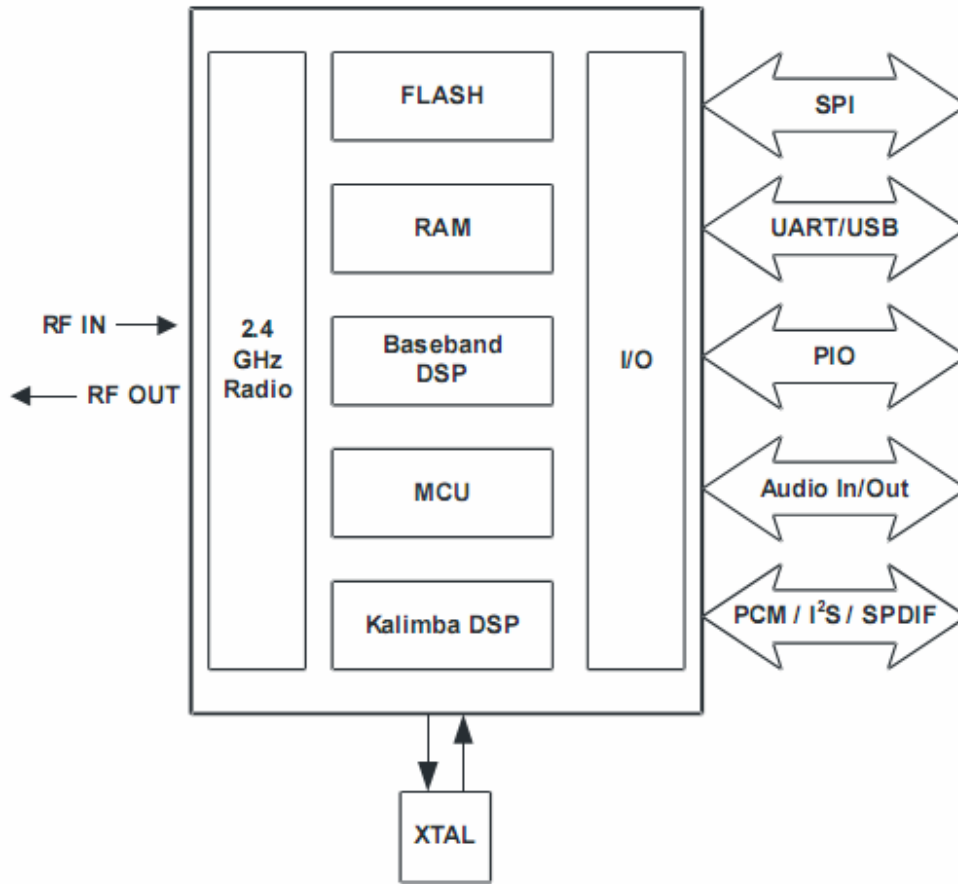 FLASH
SPI
RAM
UART/USB
RF IN
2.4
GHz
Radio
Baseband
DSP
I/O
PIO
RF OUT
MCU
Audio In/Out
Kalimba DSP
PCM / I²S / SPDIF
XTAL